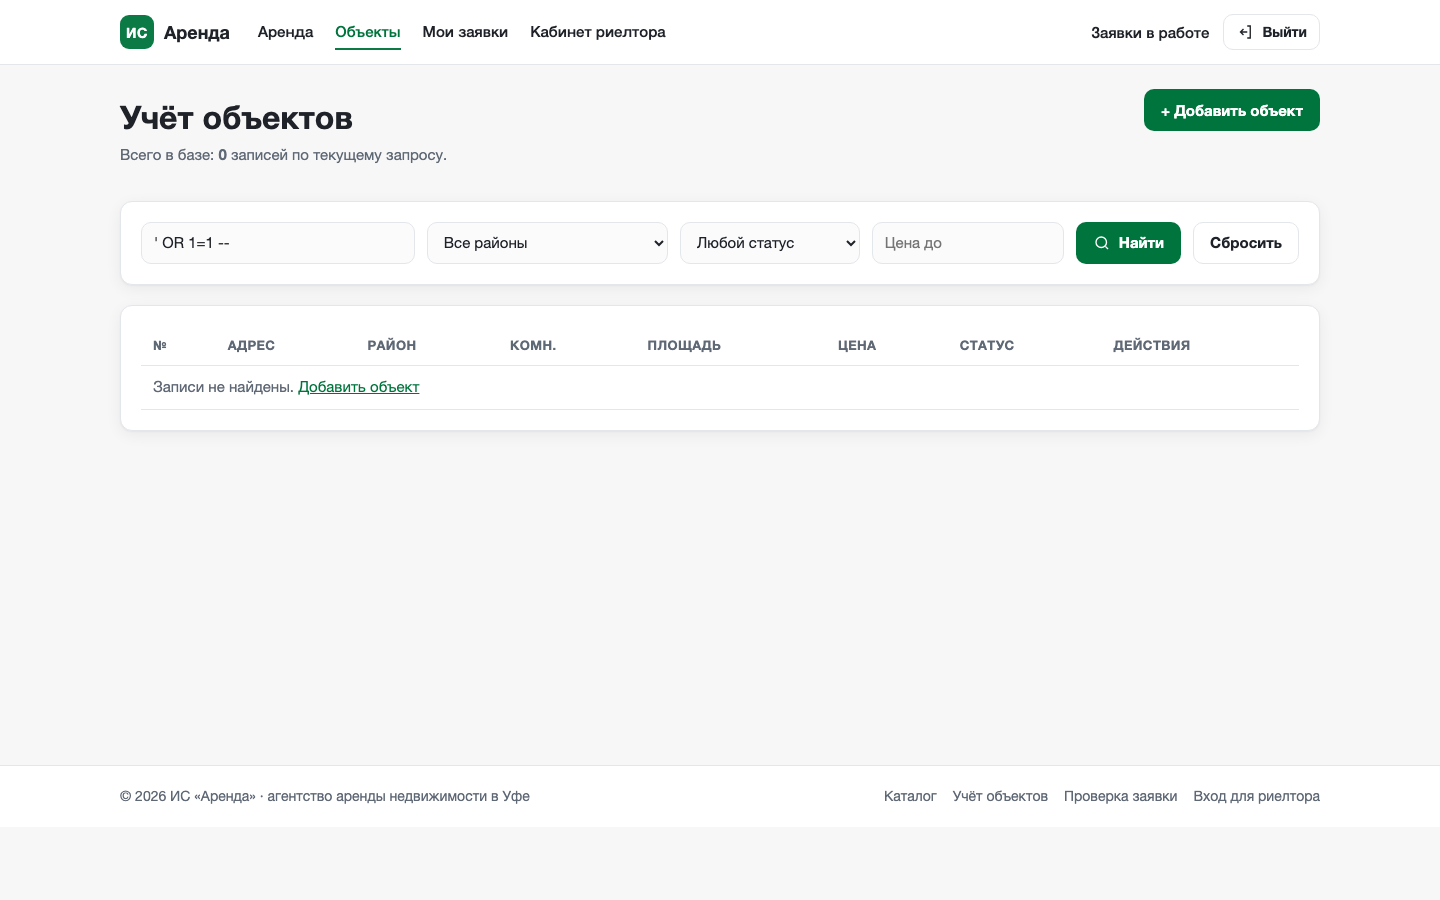 ИС Аренда Аренда Объекты Мои заявки Кабинет риелтора Заявки в работе Выйти
Учёт объектов
+ Добавить объект
Всего в базе: 0 записей по текущему запросу.
' OR 1=1 -- Все районы Любой статус Цена до Найти Сбросить
№ АДРЕС РАЙОН КОМН. ПЛОЩАДЬ ЦЕНА СТАТУС ДЕЙСТВИЯ
Записи не найдены. Добавить объект
© 2026 ИС «Аренда» · агентство аренды недвижимости в Уфе Каталог Учёт объектов Проверка заявки Вход для риелтора